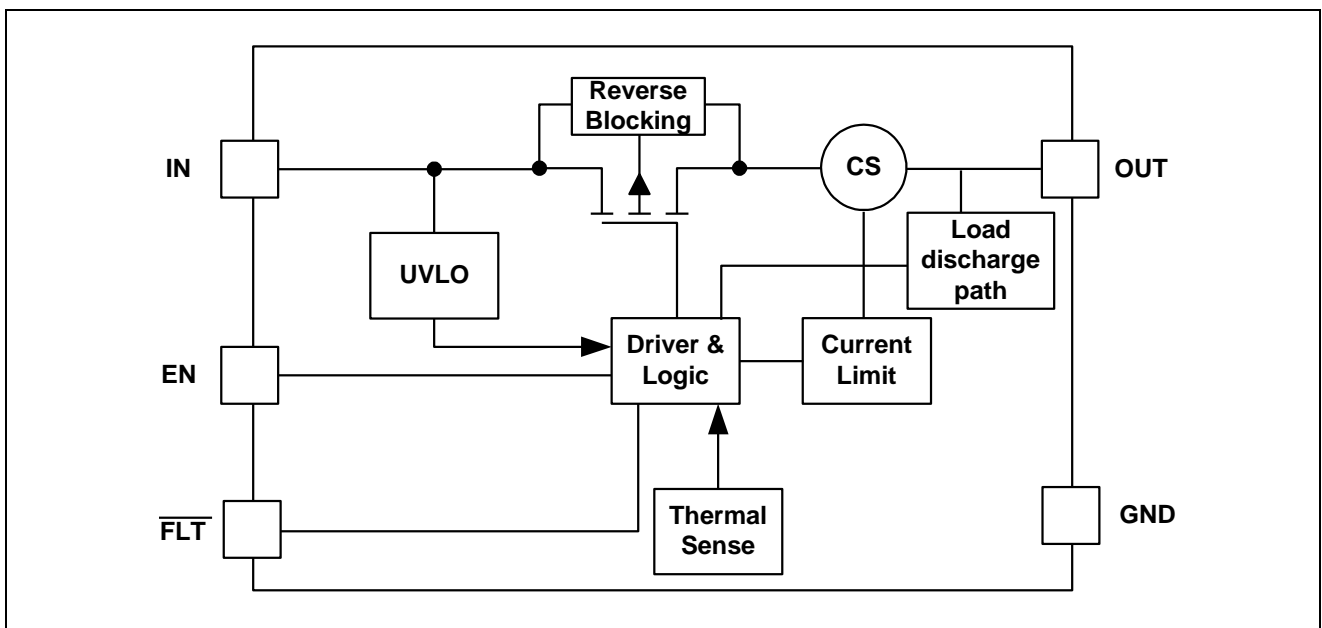 Reverse
Blocking
IN
CS
OUT
UVLO
Load
discharge
path
EN
Driver &
Logic
Current
Limit
FLT
Thermal
Sense
GND